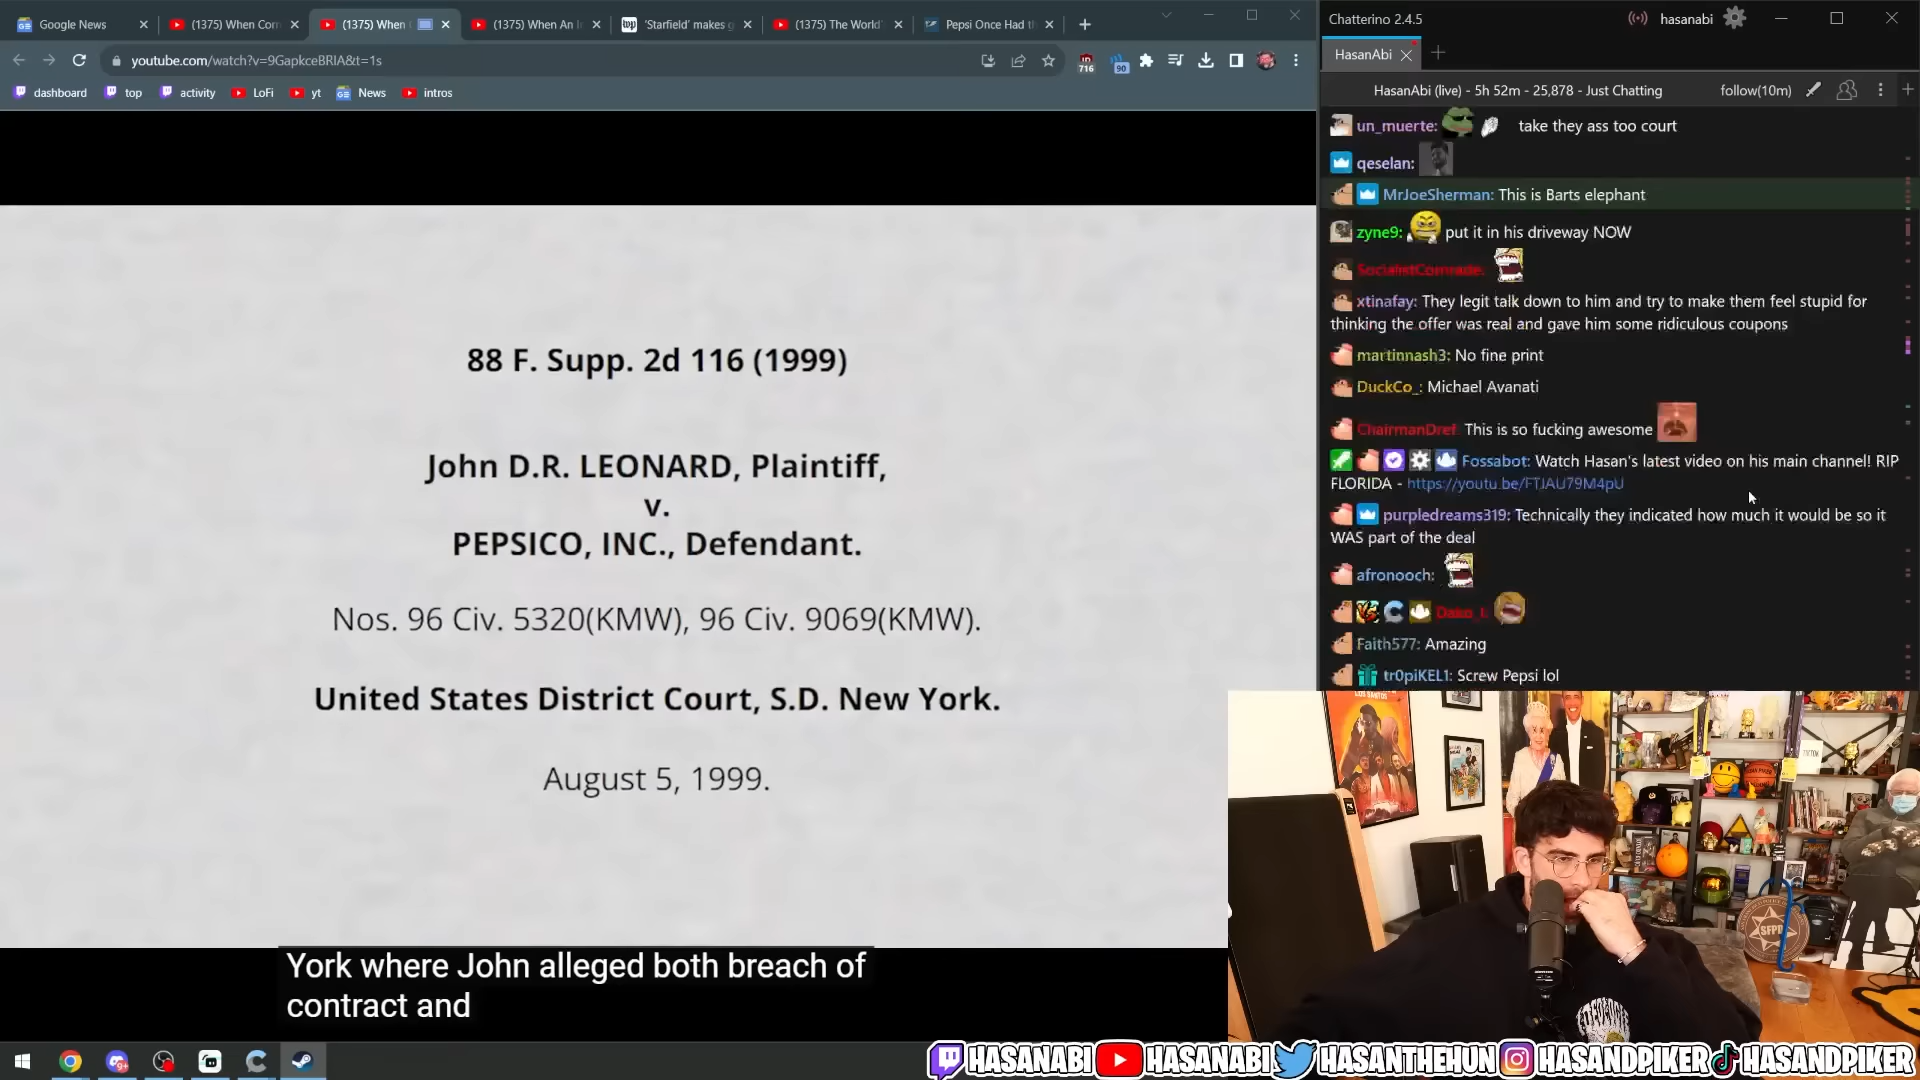 Google News
(1375) When Com
(1375) When
(1375) When An I
'Starfield' makes g
(1375) The World'
Pepsi Once Had th
youtube.com/watch?v=9GapkceBRIA&t=1s
716
90
dashboard
top
activity
LoFi
yt
News
intros
88 F. Supp. 2d 116 (1999)
John D.R. LEONARD, Plaintiff,
v.
PEPSICO, INC., Defendant.
Nos. 96 Civ. 5320(KMW), 96 Civ. 9069(KMW).
United States District Court, S.D. New York.
August 5, 1999.
York where John alleged both breach of
contract and
Chatterino 2.4.5
hasanabi
HasanAbi
HasanAbi (live) - 5h 52m - 25,878 - Just Chatting
follow(10m)
un_muerte: take they ass too court
qeselan:
MrJoeSherman: This is Barts elephant
zyne9: put it in his driveway NOW
SocialistComrade:
xtinafay: They legit talk down to him and try to make them feel stupid for
thinking the offer was real and gave him some ridiculous coupons
martinnash3: No fine print
DuckCo_: Michael Avanati
ChairmanDref: This is so fucking awesome
Fossabot: Watch Hasan's latest video on his main channel! RIP
FLORIDA - https://youtu.be/FTJAU79M4pU
purpledreams319: Technically they indicated how much it would be so it
WAS part of the deal
afronooch:
Faith577: Amazing
tr0piKEL1: Screw Pepsi lol
SFPD
HASANABI HASANABI HASANTHEHUN HASANDPIKER HASANDPIKER